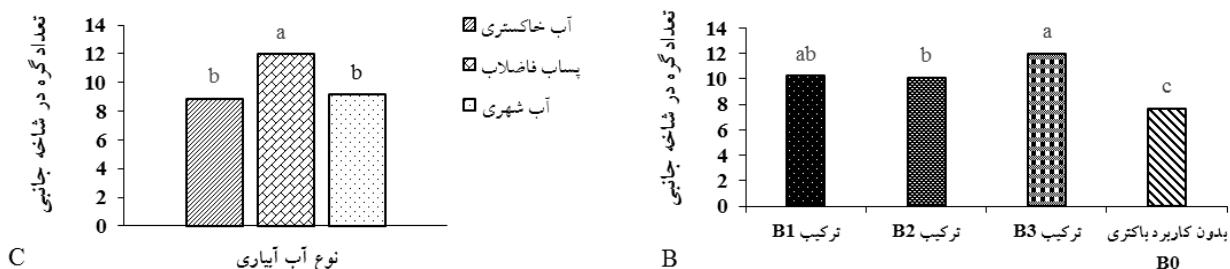 تعداد گره در شاخه جانبی
14
12
10
8
6
4
2
0
b
a
b
آب خاکستری
پساب فاضلاب
آب شهری
نوع آب آبیاری
C
تعداد گره در شاخه جانبی
14
12
10
8
6
4
2
0
ab
b
a
c
ترکیب B1
ترکیب B2
ترکیب B3
بدون کاربرد باکتری
B0
B